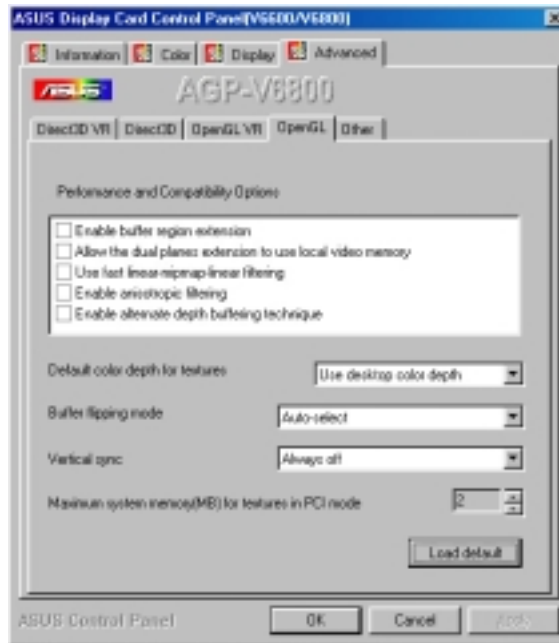 ASUS Display Card Control Panel(V6600/V6800)
Information Color Display Advanced
ASUS AGP-V6800
Direct3D VR Direct3D OpenGL VR OpenGL Other
Performance and Compatibility Options
Enable buffer region extension
Allow the dual planes extension to use local video memory
Use fast linear-mipmap-linear filtering
Enable anisotropic filtering
Enable alternate depth buffering technique
Default color depth for textures Use desktop color depth
Buffer flipping mode Auto-select
Vertical sync Always off
Maximum system memory(MB) for textures in PCI mode 2
Load default
ASUS Control Panel OK Cancel Apply